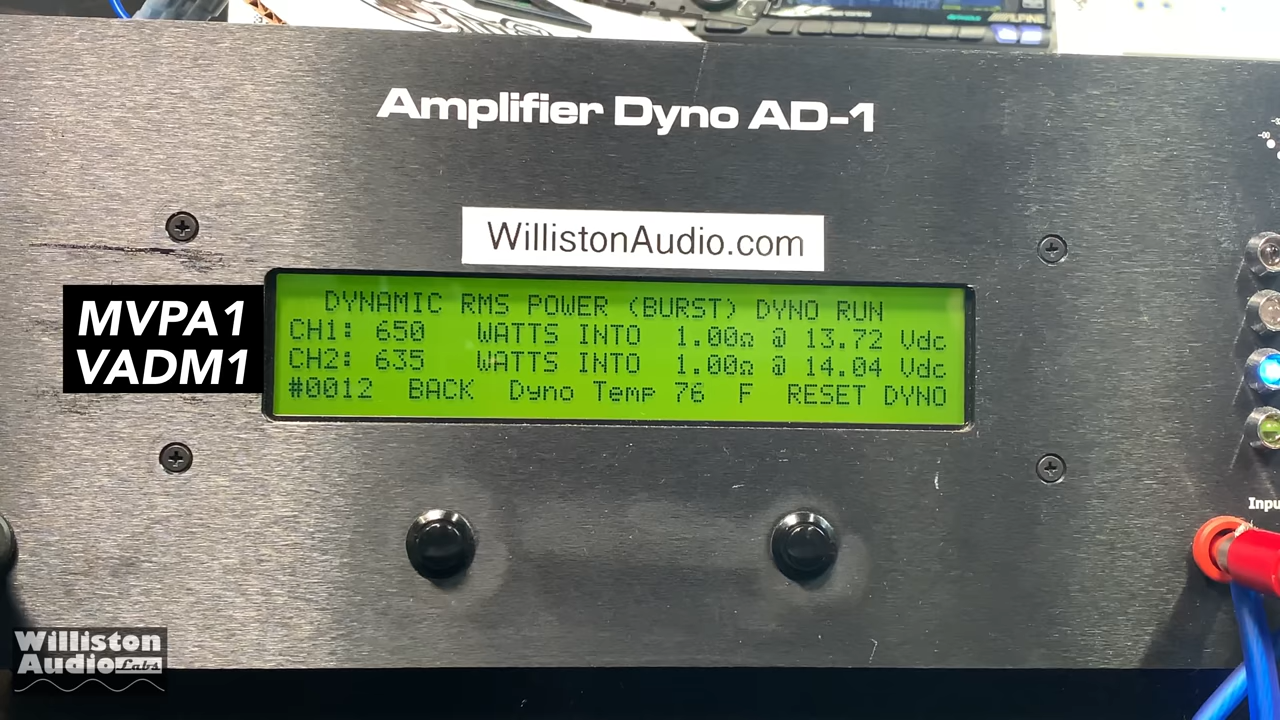 ALPINE
Amplifier Dyno AD-1
WillistonAudio.com
MVPA1
VADM1
DYNAMIC RMS POWER (BURST) DYNO RUN
CH1: 650 WATTS INTO 1.00Ω @ 13.72 Vdc
CH2: 635 WATTS INTO 1.00Ω @ 14.04 Vdc
#0012 BACK Dyno Temp 76 F RESET DYNO
Inpu
Williston
Audio Labs